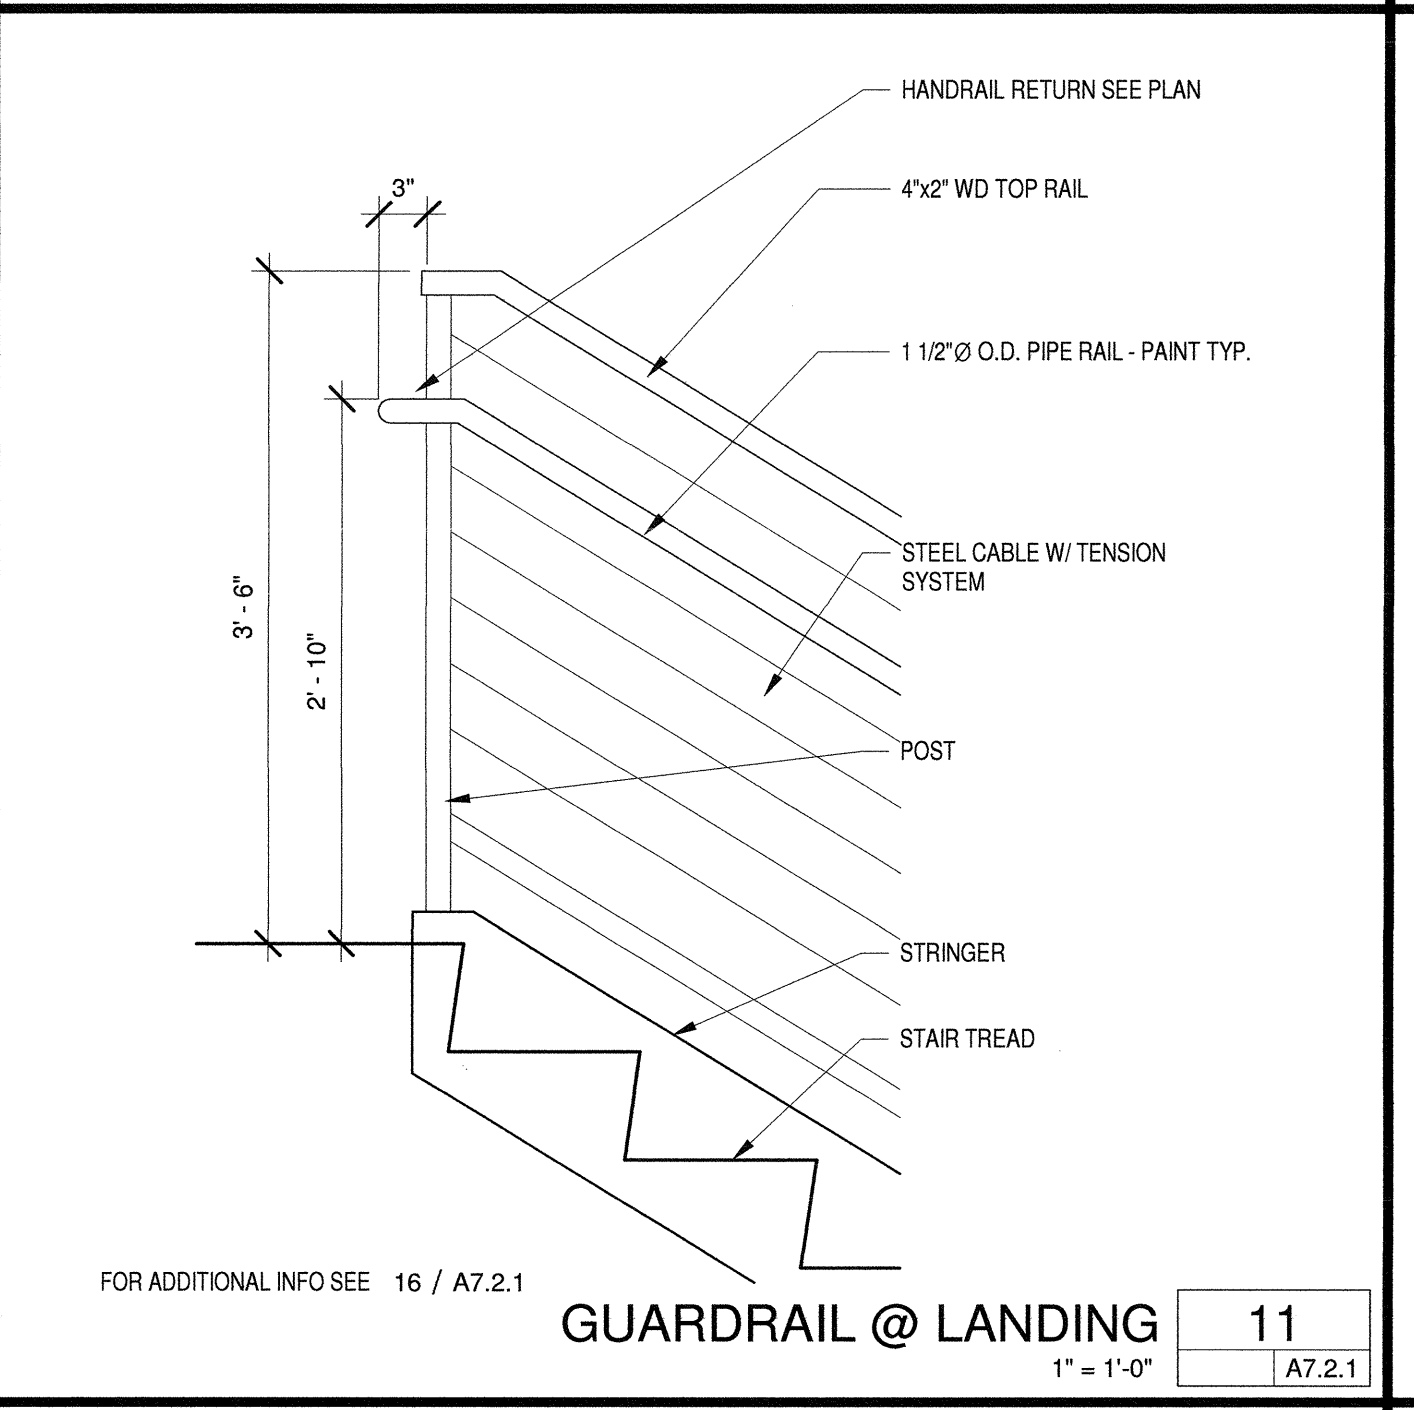 HANDRAIL RETURN SEE PLAN
3"
4"x2" WD TOP RAIL
1 1/2"Ø O.D. PIPE RAIL - PAINT TYP.
STEEL CABLE W/ TENSION
SYSTEM
3' - 6"
2' - 10"
POST
STRINGER
STAIR TREAD
FOR ADDITIONAL INFO SEE 16 / A7.2.1
GUARDRAIL @ LANDING
11
1" = 1'-0"
A7.2.1